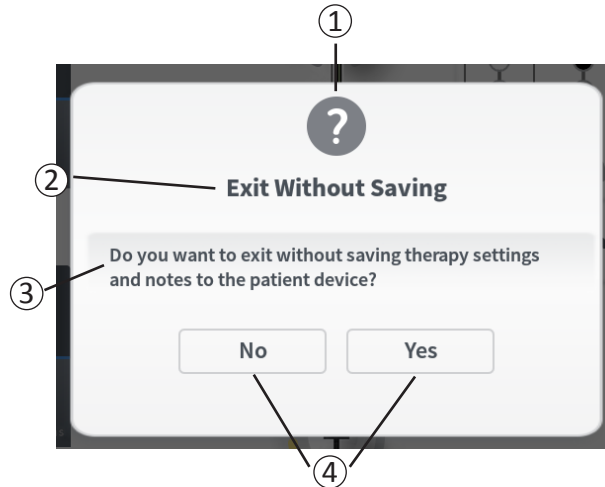 ①
?
② Exit Without Saving
③ Do you want to exit without saving therapy settings
and notes to the patient device?
No Yes
④